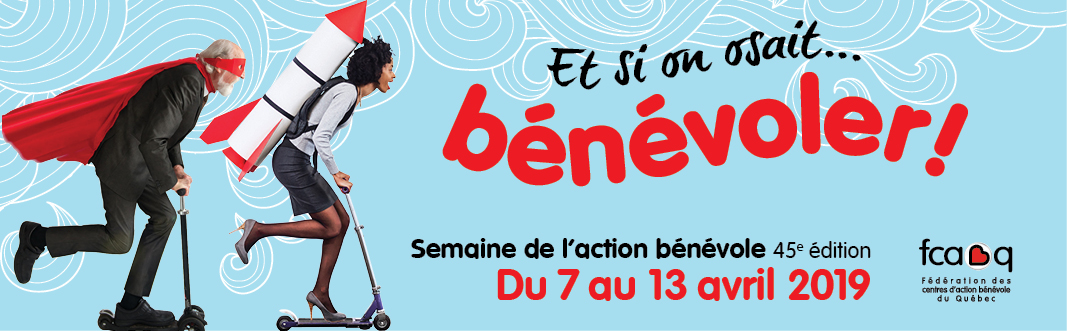 Et si on osait...
bénévoler!
Semaine de l'action bénévole 45e édition
Du 7 au 13 avril 2019
fcabq
Fédération des
centres d'action bénévole
du Québec